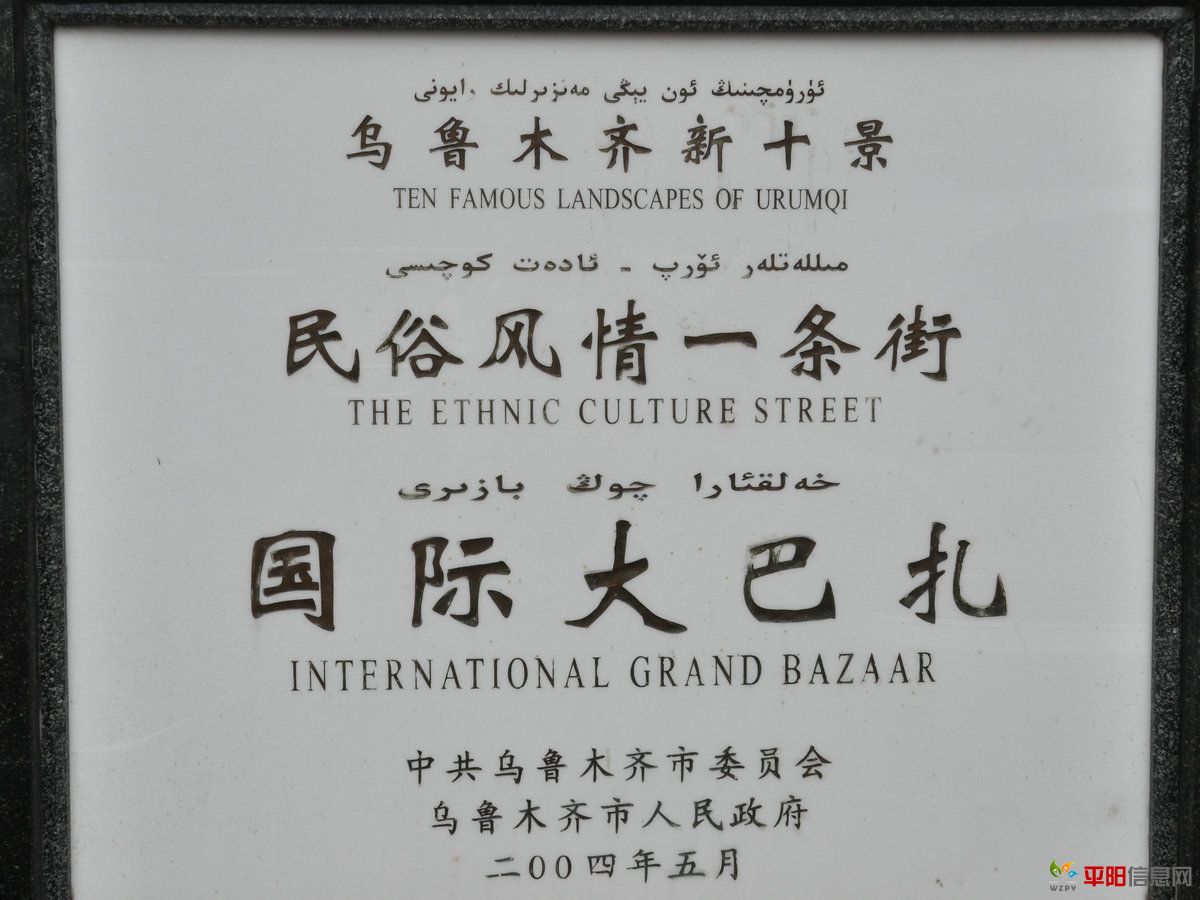 ئۈرۈمچىنىڭ ئون يېڭى مەنزىرلىك رايونى
乌鲁木齐新十景
TEN FAMOUS LANDSCAPES OF URUMQI
مىللەتلەر ئۆرپ - ئادەت كوچىسى
民俗风情一条街
THE ETHNIC CULTURE STREET
خەلقئارا چوڭ بازىرى
国际大巴扎
INTERNATIONAL GRAND BAZAAR
中共乌鲁木齐市委员会
乌鲁木齐市人民政府
二00四年五月
WZPY 平阳信息网